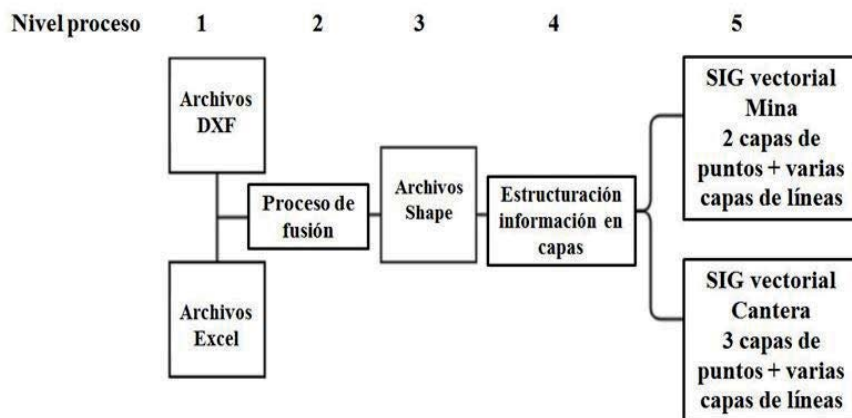 Nivel proceso 1 2 3 4 5
Archivos
DXF
Archivos
Excel
Proceso de
fusión
Archivos
Shape
Estructuración
información en
capas
SIG vectorial
Mina
2 capas de
puntos + varias
capas de líneas
SIG vectorial
Cantera
3 capas de
puntos + varias
capas de líneas